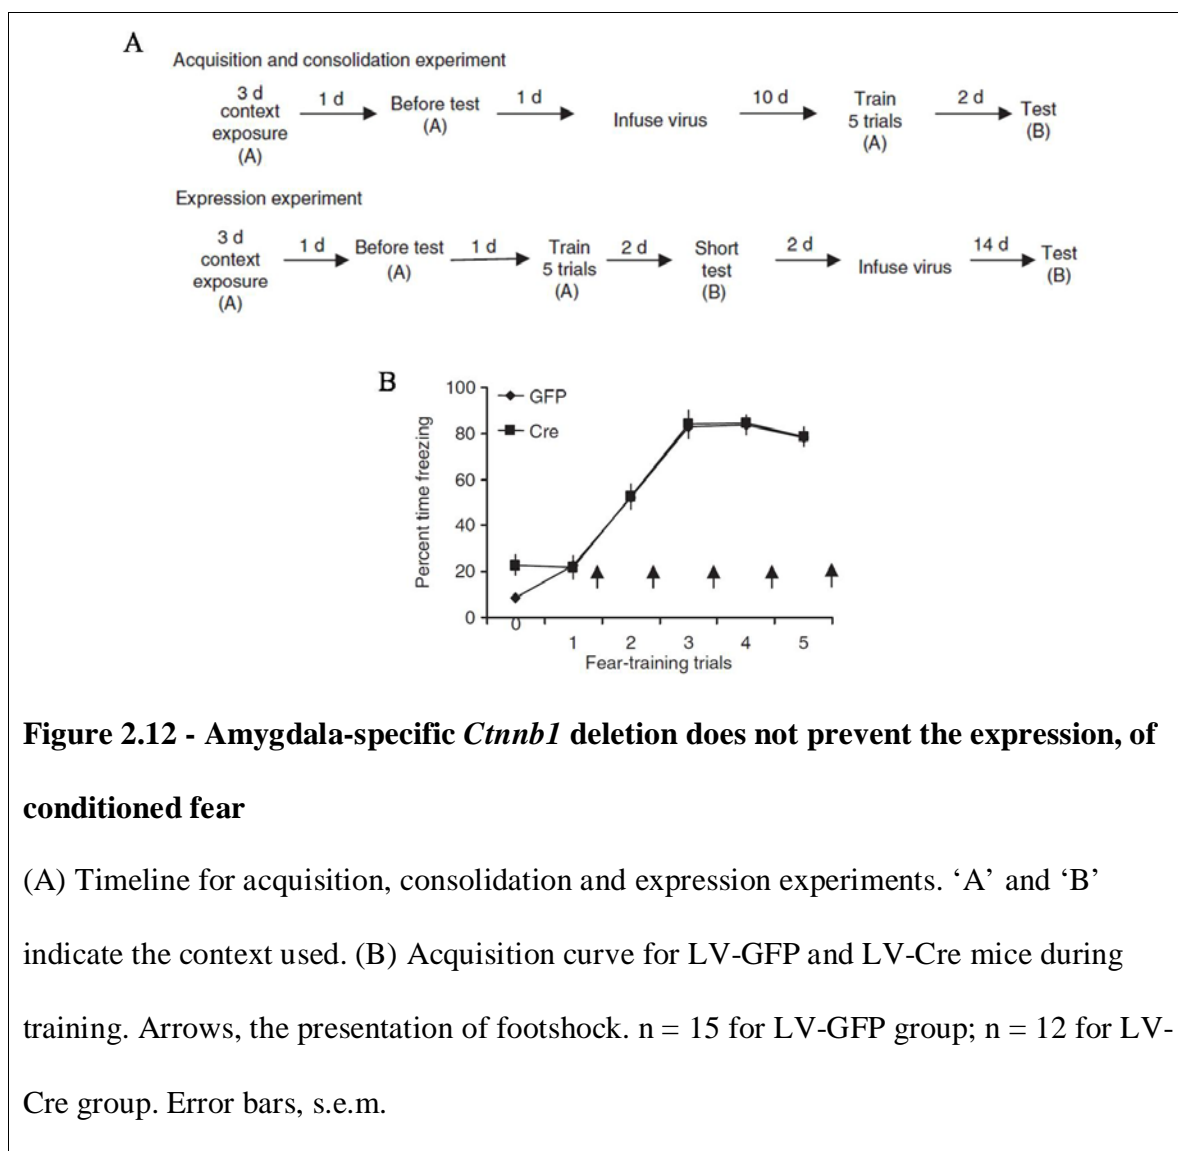 A
Acquisition and consolidation experiment
3 d
context
exposure
(A)
1 d
Before test
(A)
1 d
Infuse virus
10 d
Train
5 trials
(A)
2 d
Test
(B)
Expression experiment
3 d
context
exposure
(A)
1 d
Before test
(A)
1 d
Train
5 trials
(A)
2 d
Short
test
(B)
2 d
Infuse virus
14 d
Test
(B)
B
Percent time freezing
100
80
60
40
20
0
GFP
Cre
0
1 2 3 4 5
Fear-training trials
Figure 2.12 - Amygdala-specific Ctnnb1 deletion does not prevent the expression, of
conditioned fear
(A) Timeline for acquisition, consolidation and expression experiments. ‘A’ and ‘B’
indicate the context used. (B) Acquisition curve for LV-GFP and LV-Cre mice during
training. Arrows, the presentation of footshock. n = 15 for LV-GFP group; n = 12 for LV-
Cre group. Error bars, s.e.m.